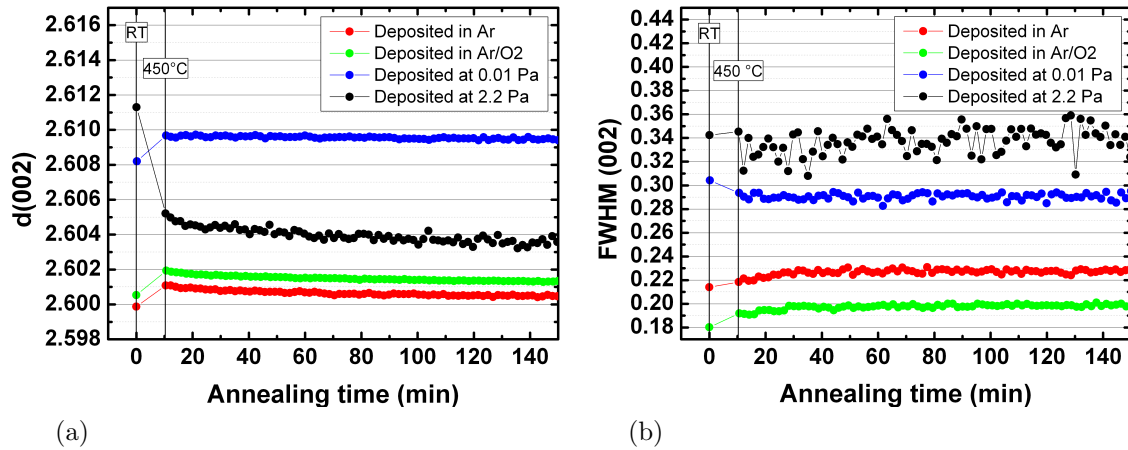 2.616
2.614
2.612
2.610
2.608
2.606
2.604
2.602
2.600
2.598
d(002)
RT
450°C
Deposited in Ar
Deposited in Ar/O2
Deposited at 0.01 Pa
Deposited at 2.2 Pa
0 20 40 60 80 100 120 140
Annealing time (min)
(a)
0.44
0.42
0.40
0.38
0.36
0.34
0.32
0.30
0.28
0.26
0.24
0.22
0.20
0.18
FWHM (002)
RT
450 °C
Deposited in Ar
Deposited in Ar/O2
Deposited at 0.01 Pa
Deposited at 2.2 Pa
0 20 40 60 80 100 120 140
Annealing time (min)
(b)